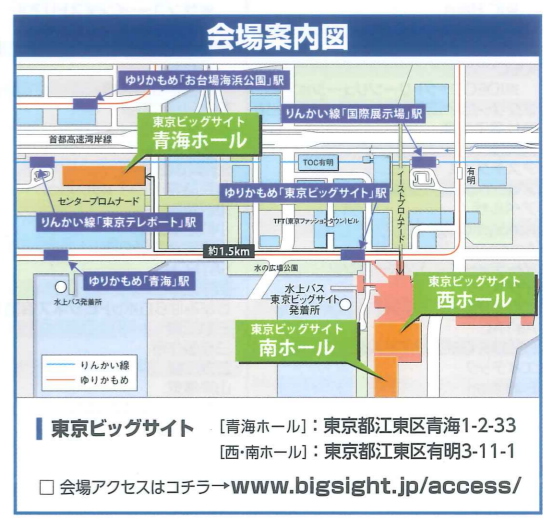 会場案内図
ゆりかもめ「お台場海浜公園」駅
りんかい線「国際展示場」駅
東京ビッグサイト
青海ホール
首都高速湾岸線
TOC有明
有明
イーストプロムナード
ゆりかもめ「東京ビッグサイト」駅
センタープロムナード
りんかい線「東京テレポート」駅
TFT(東京ファッションタウン)ビル
約1.5km
水の広場公園
ゆりかもめ「青海」駅
水上バス発着所
水上バス
東京ビッグサイト
発着所
東京ビッグサイト
西ホール
東京ビッグサイト
南ホール
りんかい線
ゆりかもめ
東京ビッグサイト [青海ホール]：東京都江東区青海1-2-33
[西・南ホール]：東京都江東区有明3-11-1
□ 会場アクセスはコチラ→www.bigsight.jp/access/